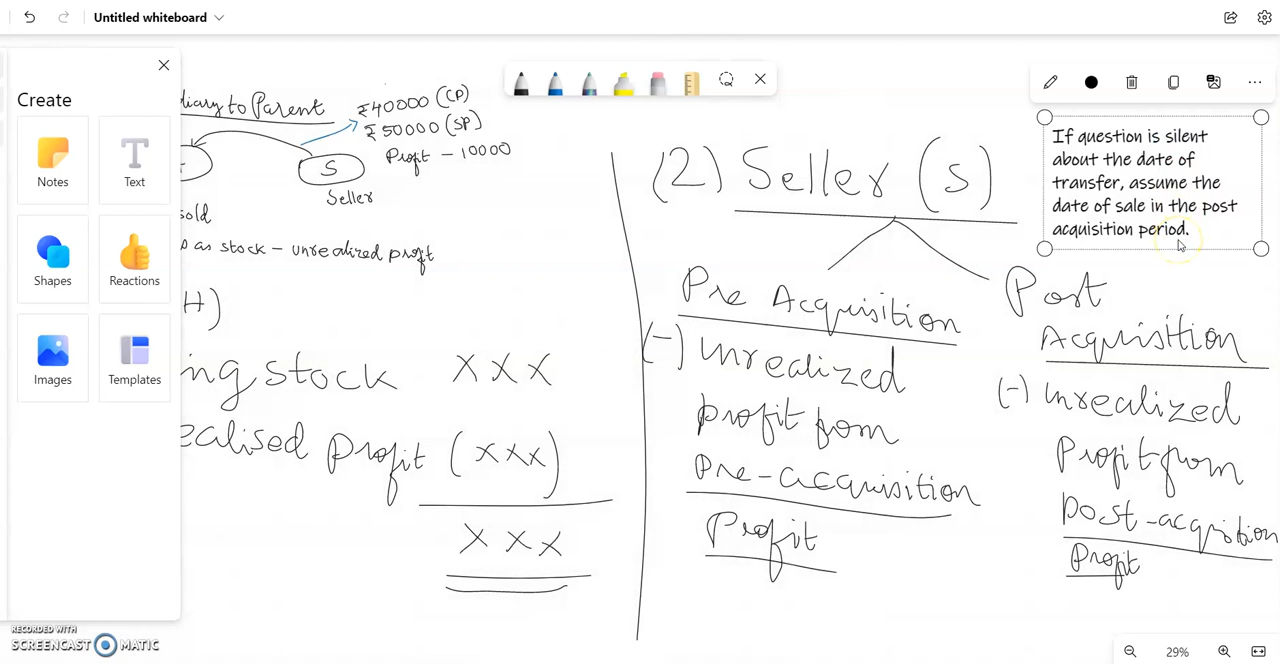 Untitled whiteboard
Create
Notes
Text
Shapes
Reactions
Images
Templates
diary to Parent
₹40000 (CP)
₹50000 (SP)
Profit - 10000
S
Seller
sold
s as stock - unrealized profit
H)
ing stock XXX
ealised Profit (XXX)
XXX
(2) Seller (S)
Pre Acquisition
(-) Unrealized
profit from
Pre-acquisition
Profit
If question is silent
about the date of
transfer, assume the
date of sale in the post
acquisition period.
Post
Acquisition
(-) Unrealized
Profit from
post-acqisition
Profit
RECORDED WITH
SCREENCAST MATIC
29%